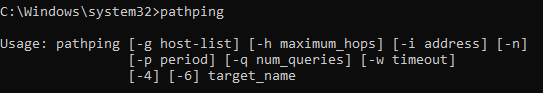 C:\Windows\system32>pathping
Usage: pathping [-g host-list] [-h maximum_hops] [-i address] [-n]
[-p period] [-q num_queries] [-w timeout]
[-4] [-6] target_name